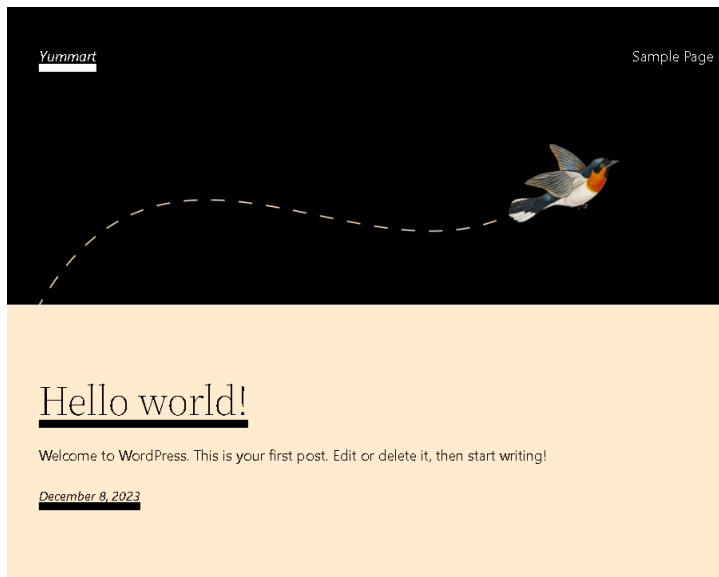 Yummart
Sample Page
Hello world!
Welcome to WordPress. This is your first post. Edit or delete it, then start writing!
December 8, 2023